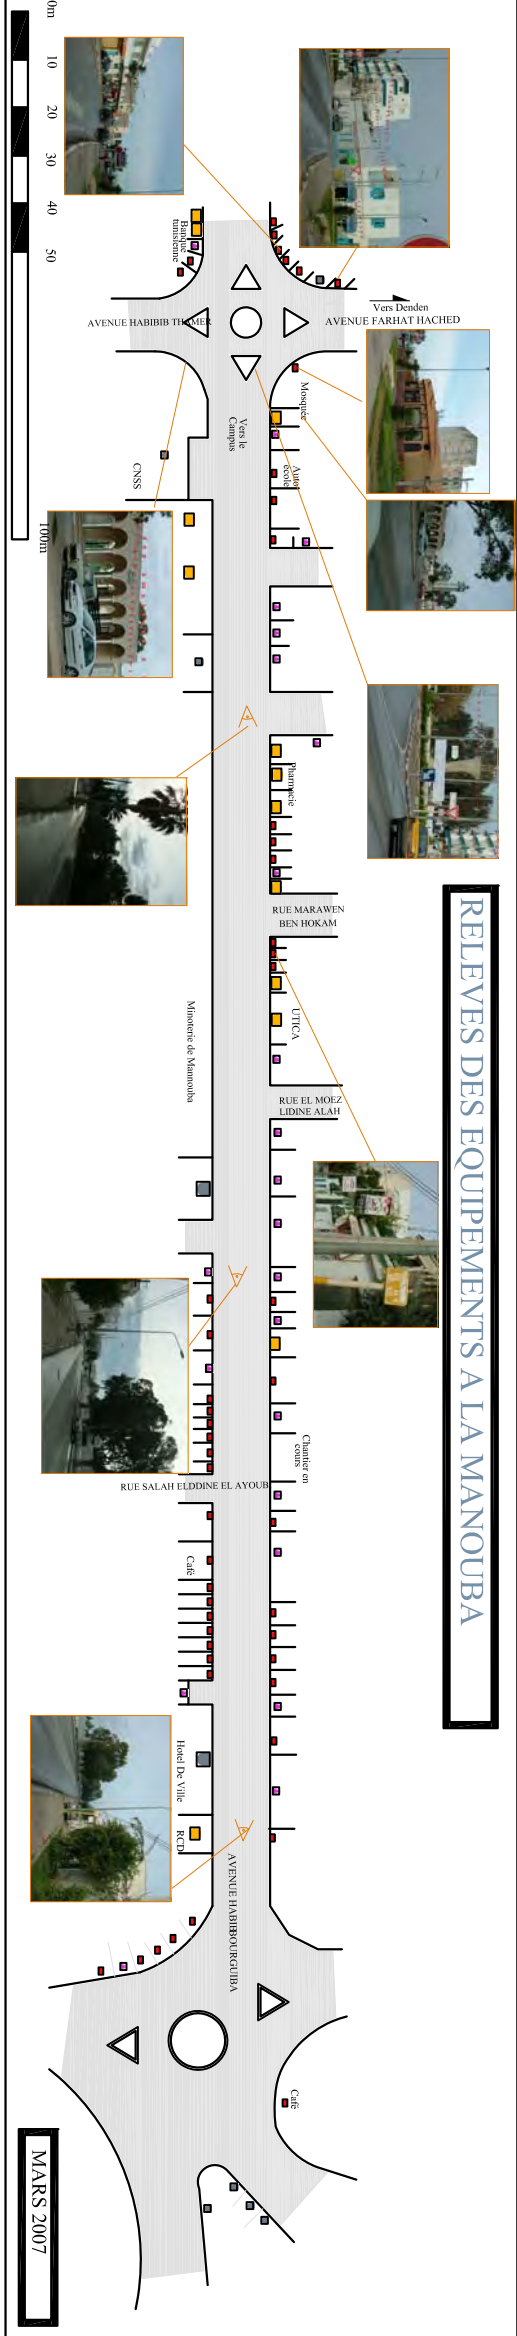 RELEVES DES EQUIPEMENTS A LA MANOUBA
0m
10
20
30
40
50
100m
Banque
tunisienne
AVENUE HABIBIB THAMER
Vers Denden
AVENUE FARHAT HACHED
Mosquée
Vers le
Campus
Auto
école
CNSS
Pharmacie
RUE MARAWEN
BEN HOKAM
UTICA
Minoterie de Mannouba
RUE EL MOEZ
LIDINE ALAH
Chantier en
cours
RUE SALAH ELDDINE EL AYOUB
Café
Hotel De Ville
RCD
AVENUE HABIBBOURGUIBA
Café
MARS 2007